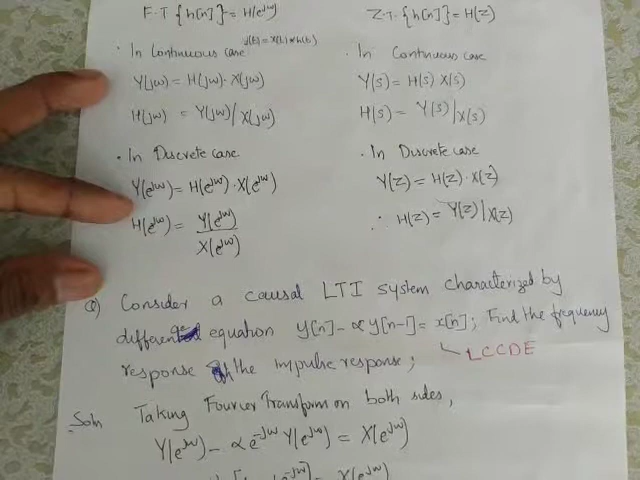 F.T {h[n]} = H(e^jω)
Z.T. {h[n]} = H(z)
· In Continuous case y(t) = x(t) * h(t)
Y(jω) = H(jω) · X(jω)
H(jω) = Y(jω) / X(jω)
· In Continuous case
Y(s) = H(s) X(s)
H(s) = Y(s) / X(s)
· In Discrete case
Y(e^jω) = H(e^jω) · X(e^jω)
H(e^jω) = Y(e^jω)
X(e^jω)
· In Discrete case
Y(z) = H(z) · X(z)
∴ H(z) = Y(z) / X(z)
Q) Consider a causal LTI system characterized by
difference equation y[n] - αy[n-1] = x[n]; Find the frequency
response & the impulse response;
LCCDE
Soln Taking Fourier Transform on both sides,
Y(e^jω) - αe^-jω Y(e^jω) = X(e^jω)